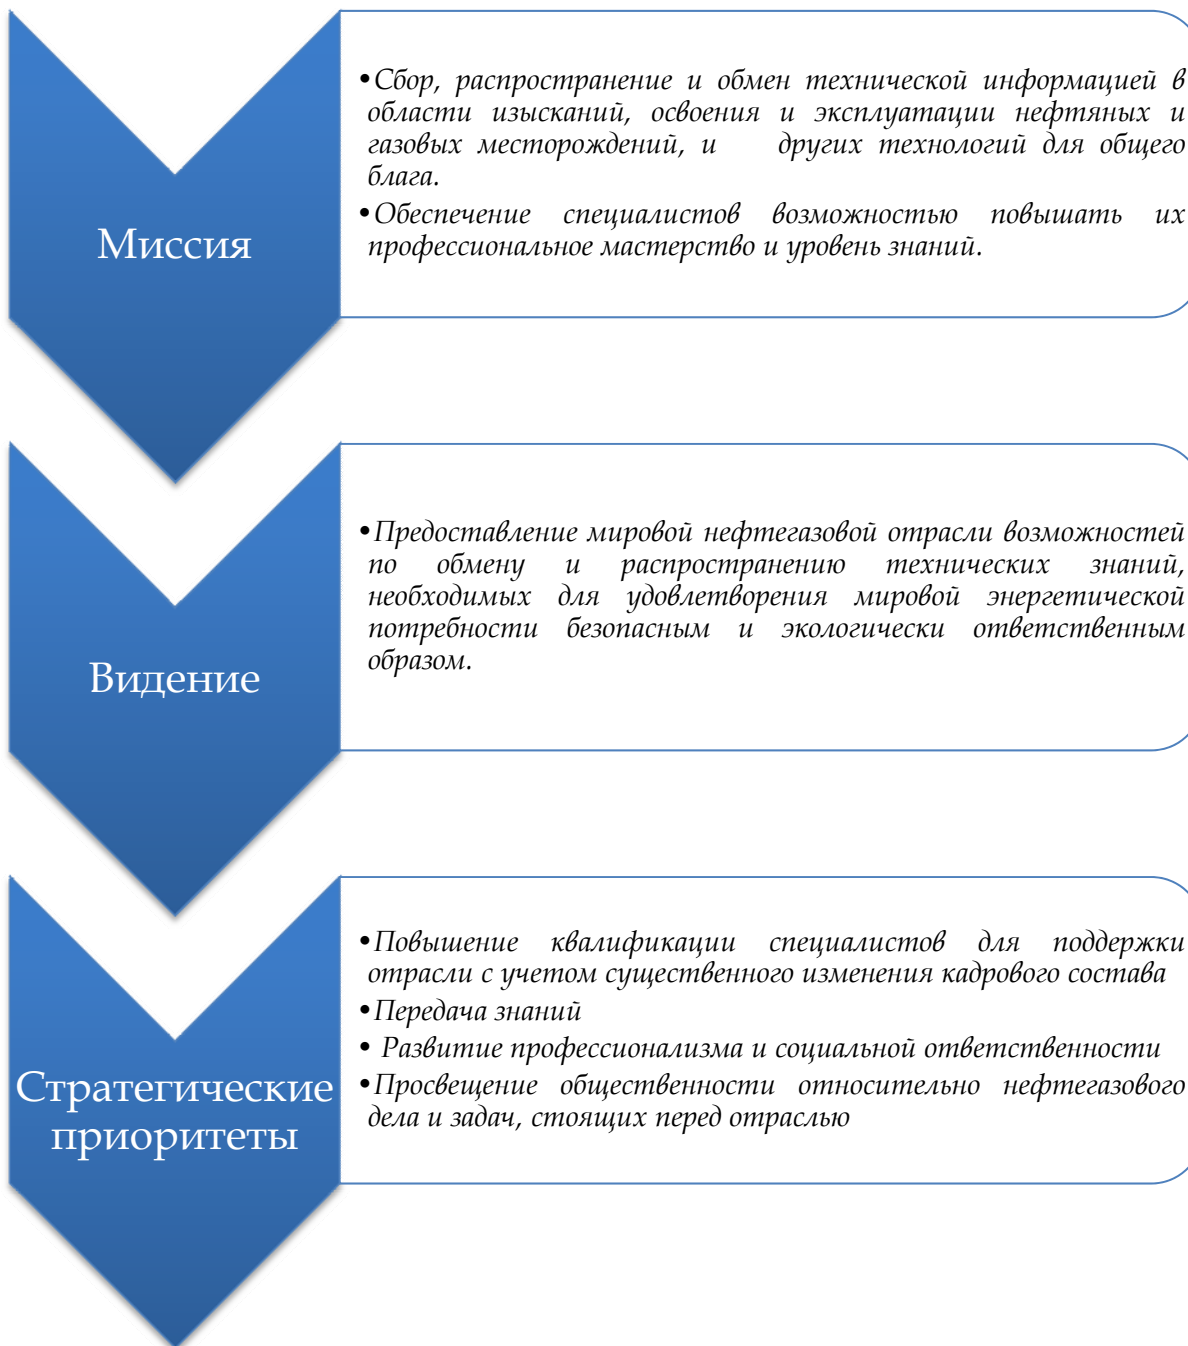 Миссия
•Сбор, распространение и обмен технической информацией в
области изысканий, освоения и эксплуатации нефтяных и
газовых месторождений, и других технологий для общего
блага.
•Обеспечение специалистов возможностью повышать их
профессиональное мастерство и уровень знаний.
Видение
•Предоставление мировой нефтегазовой отрасли возможностей
по обмену и распространению технических знаний,
необходимых для удовлетворения мировой энергетической
потребности безопасным и экологически ответственным
образом.
Стратегические
приоритеты
•Повышение квалификации специалистов для поддержки
отрасли с учетом существенного изменения кадрового состава
•Передача знаний
• Развитие профессионализма и социальной ответственности
•Просвещение общественности относительно нефтегазового
дела и задач, стоящих перед отраслью